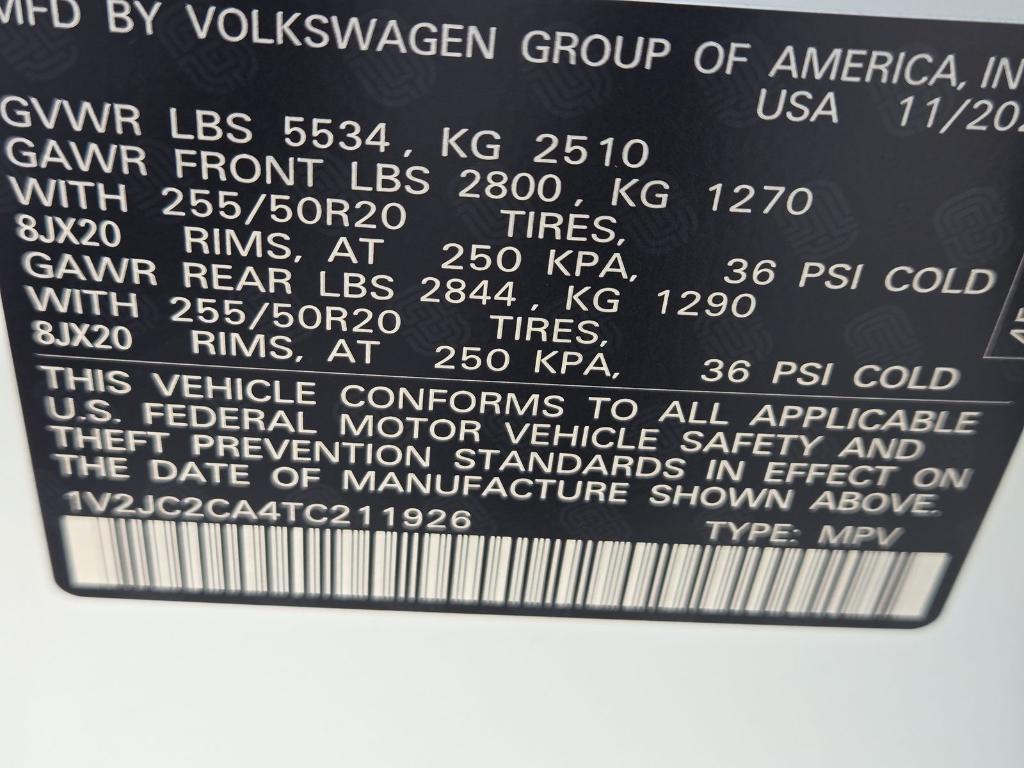 MFD BY VOLKSWAGEN GROUP OF AMERICA, IN
USA 11/202
GVWR LBS 5534, KG 2510
GAWR FRONT LBS 2800, KG 1270
WITH 255/50R20 TIRES,
8JX20 RIMS, AT 250 KPA, 36 PSI COLD
GAWR REAR LBS 2844, KG 1290
WITH 255/50R20 TIRES,
8JX20 RIMS, AT 250 KPA, 36 PSI COLD
THIS VEHICLE CONFORMS TO ALL APPLICABLE
U.S. FEDERAL MOTOR VEHICLE SAFETY AND
THEFT PREVENTION STANDARDS IN EFFECT ON
THE DATE OF MANUFACTURE SHOWN ABOVE.
1V2JC2CA4TC211926 TYPE: MPV